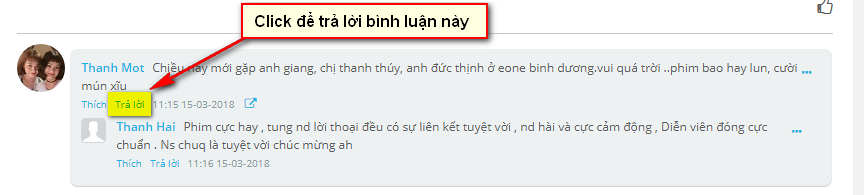 Click để trả lời bình luận này
Thanh Mot Chiều nay mới gặp anh giang, chị thanh thúy, anh đức thịnh ở eone binh dương.vui quá trời ..phim bao hay lun, cười ...
mún xĩu
Thích Trả lời 11:15 15-03-2018
Thanh Hai Phim cực hay , tung nd lời thoại đều có sự liên kết tuyệt vời , nd hài và cực cảm động , Diễn viên đóng cực ...
chuẩn . Ns chuq là tuyệt vời chúc mừng ah
Thích Trả lời 11:16 15-03-2018